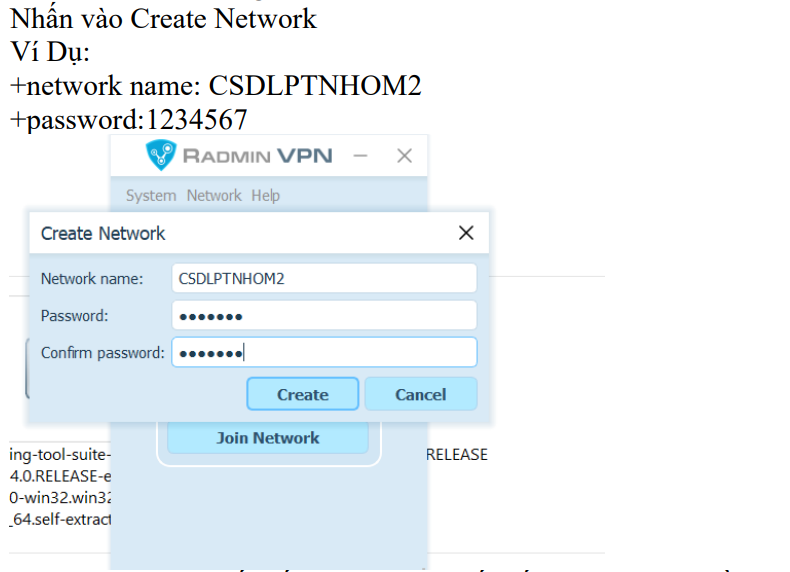 Nhấn vào Create Network
Ví Dụ:
+network name: CSDLPTNHOM2
+password:1234567
RADMIN VPN
System Network Help
Create Network
Network name: CSDLPTNHOM2
Password: •••••••
Confirm password: •••••••
Create Cancel
Join Network
ing-tool-suite- RELEASE
4.0.RELEASE-e
0-win32.win32
_64.self-extract